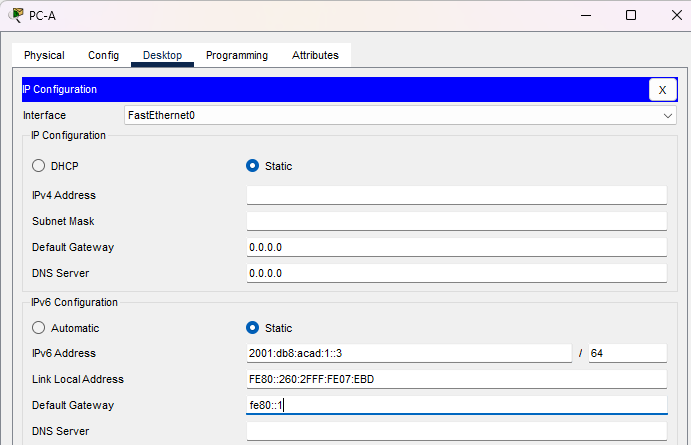 PC-A
Physical Config Desktop Programming Attributes
IP Configuration X
Interface FastEthernet0
IP Configuration
DHCP Static
IPv4 Address
Subnet Mask
Default Gateway 0.0.0.0
DNS Server 0.0.0.0
IPv6 Configuration
Automatic Static
IPv6 Address 2001:db8:acad:1::3 / 64
Link Local Address FE80::260:2FFF:FE07:EBD
Default Gateway fe80::1
DNS Server